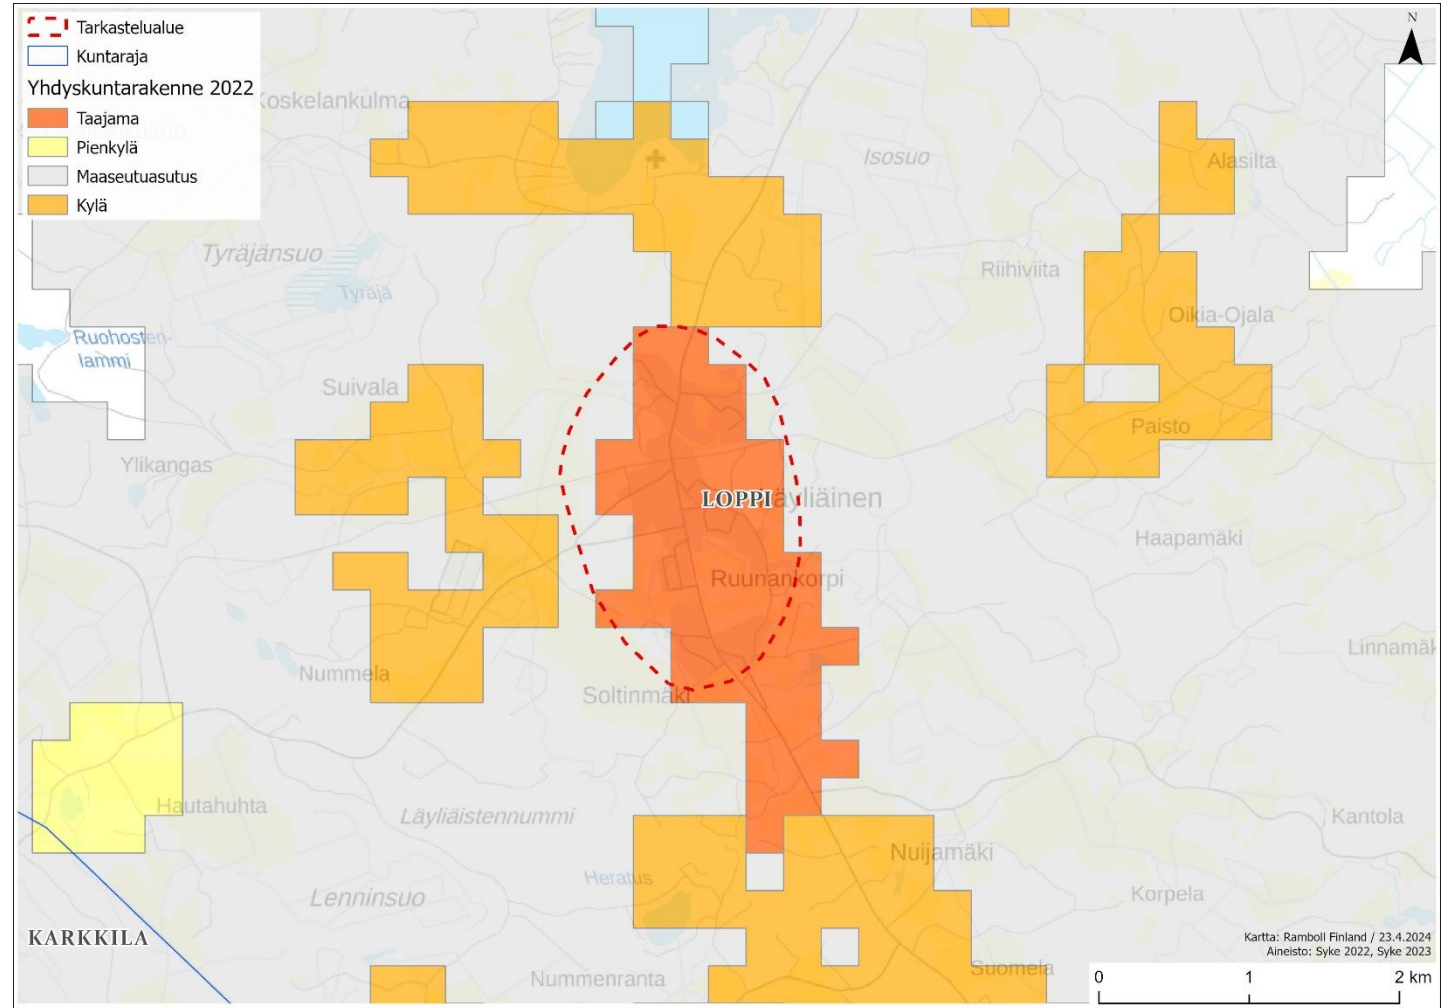 Tarkastelualue
Kuntaraja
Yhdyskuntarakenne 2022
Taajama
Pienkylä
Maaseutuasutus
Kylä
N
Koskelankulma
Isosuo
Alasilta
Tyräjänsuo
Tyräjä
Riihiviita
Oikia-Ojala
Ruohosten-
lammi
Suivala
Paisto
Ylikangas
LOPPI
äyliäinen
Haapamäki
Ruunankorpi
Linnamäk
Nummela
Soltinmäki
Hautahuhta
Läyliäistennummi
Kantola
Nuijamäki
Heratus
Lenninsuo
Korpela
KARKKILA
Kartta: Ramboll Finland / 23.4.2024
Aineisto: Syke 2022, Syke 2023
Nummenranta
Suomela
0 1 2 km